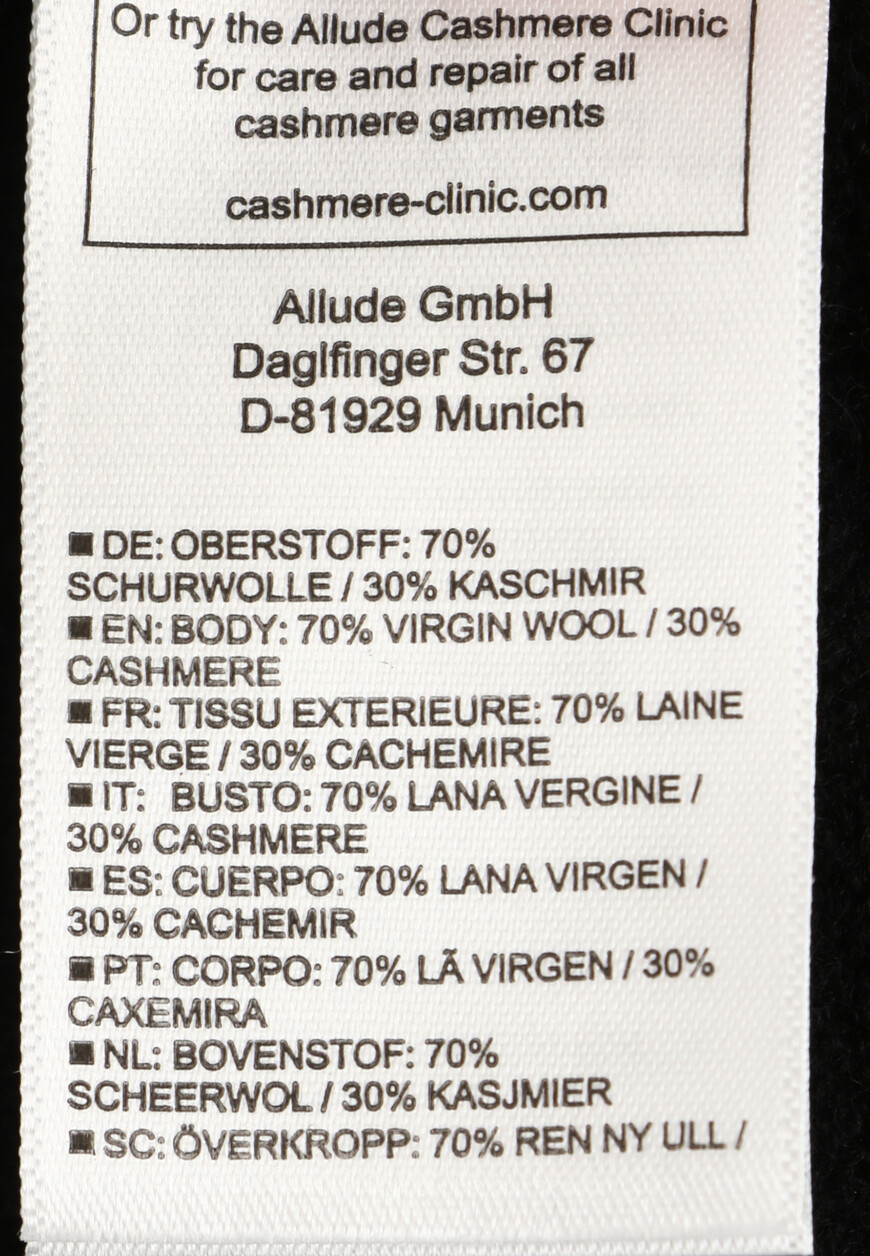 Or try the Allude Cashmere Clinic
for care and repair of all
cashmere garments
cashmere-clinic.com
Allude GmbH
Daglfinger Str. 67
D-81929 Munich
■ DE: OBERSTOFF: 70%
SCHURWOLLE / 30% KASCHMIR
■ EN: BODY: 70% VIRGIN WOOL / 30%
CASHMERE
■ FR: TISSU EXTERIEURE: 70% LAINE
VIERGE / 30% CACHEMIRE
■ IT: BUSTO: 70% LANA VERGINE /
30% CASHMERE
■ ES: CUERPO: 70% LANA VIRGEN /
30% CACHEMIR
■ PT: CORPO: 70% LÃ VIRGEN / 30%
CAXEMIRA
■ NL: BOVENSTOF: 70%
SCHEERWOL / 30% KASJMIER
■ SC: ÖVERKROPP: 70% REN NY ULL /